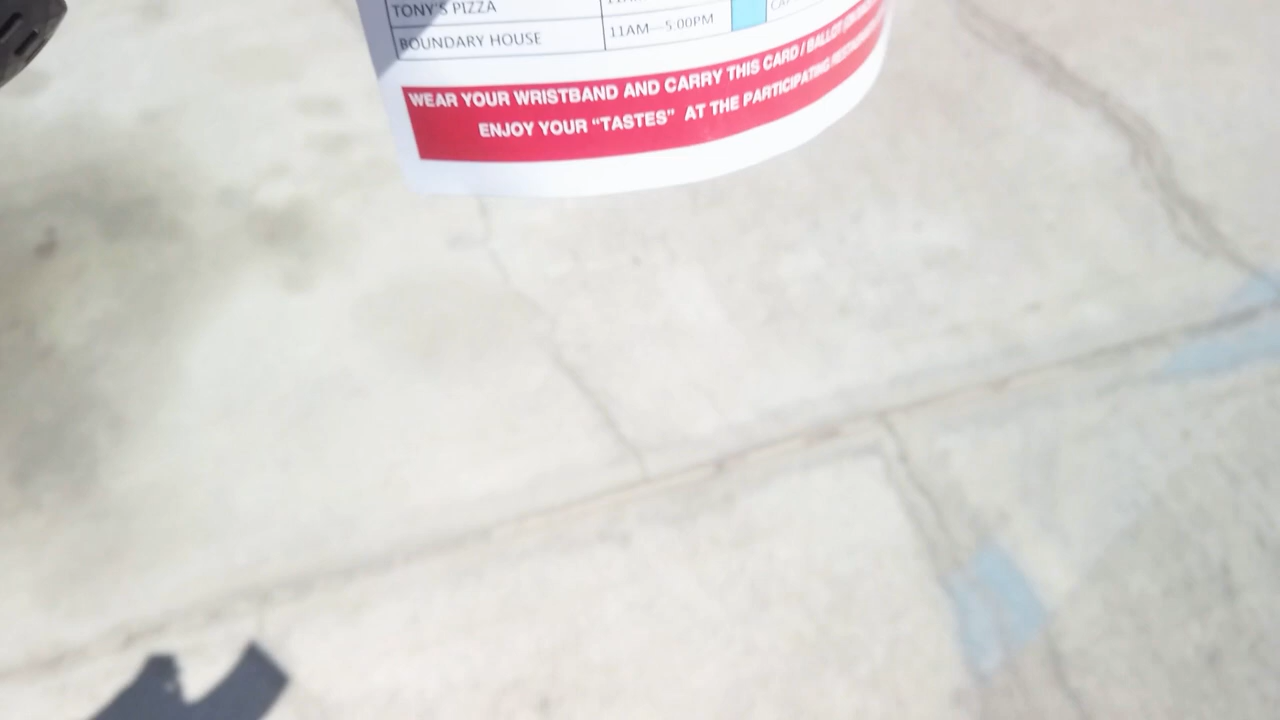 TONY'S PIZZA
BOUNDARY HOUSE 11AM—5:00PM
WEAR YOUR WRISTBAND AND CARRY THIS CARD / BALLOT
ENJOY YOUR “TASTES” AT THE PARTICIPATING